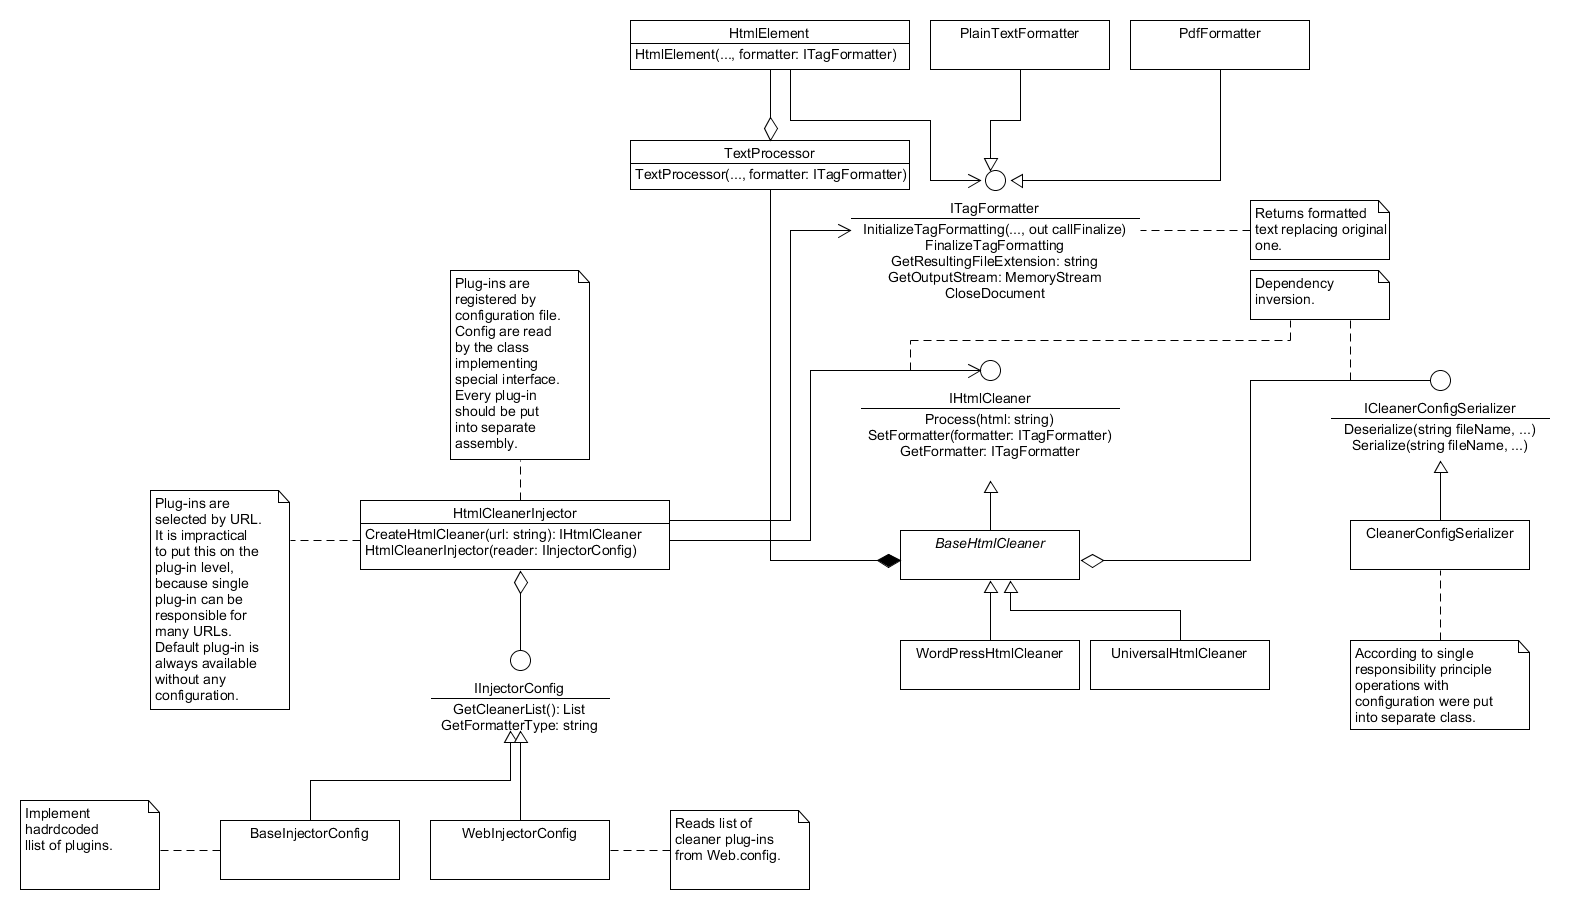 HtmlElement
HtmlElement(..., formatter: ITagFormatter)
PlainTextFormatter
PdfFormatter
TextProcessor
TextProcessor(..., formatter: ITagFormatter)
ITagFormatter
InitializeTagFormatting(..., out callFinalize)
FinalizeTagFormatting
GetResultingFileExtension: string
GetOutputStream: MemoryStream
CloseDocument
Returns formatted
text replacing original
one.
Dependency
inversion.
Plug-ins are
registered by
configuration file.
Config are read
by the class
implementing
special interface.
Every plug-in
should be put
into separate
assembly.
IHtmlCleaner
Process(html: string)
SetFormatter(formatter: ITagFormatter)
GetFormatter: ITagFormatter
ICleanerConfigSerializer
Deserialize(string fileName, ...)
Serialize(string fileName, ...)
Plug-ins are
selected by URL.
It is impractical
to put this on the
plug-in level,
because single
plug-in can be
responsible for
many URLs.
Default plug-in is
always available
without any
configuration.
HtmlCleanerInjector
CreateHtmlCleaner(url: string): IHtmlCleaner
HtmlCleanerInjector(reader: IInjectorConfig)
BaseHtmlCleaner
CleanerConfigSerializer
WordPressHtmlCleaner
UniversalHtmlCleaner
According to single
responsibility principle
operations with
configuration were put
into separate class.
IInjectorConfig
GetCleanerList(): List
GetFormatterType: string
Implement
hadrdcoded
llist of plugins.
BaseInjectorConfig
WebInjectorConfig
Reads list of
cleaner plug-ins
from Web.config.